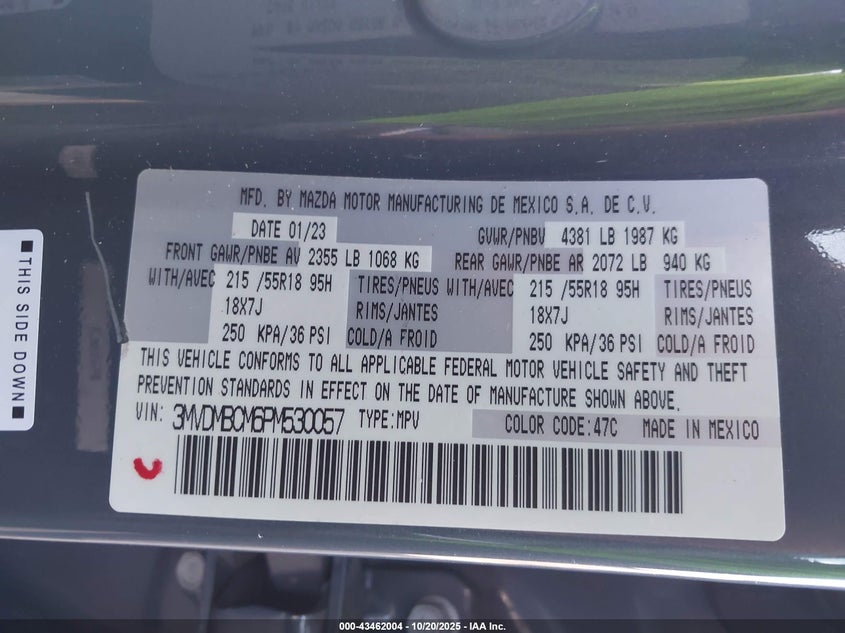 MFD. BY MAZDA MOTOR MANUFACTURING DE MEXICO S.A. DE C.V.
DATE 01/23 GVWR/PNBV 4381 LB 1987 KG
FRONT GAWR/PNBE AV 2355 LB 1068 KG REAR GAWR/PNBE AR 2072 LB 940 KG
WITH/AVEC 215 /55R18 95H TIRES/PNEUS WITH/AVEC 215 /55R18 95H TIRES/PNEUS
18X7J RIMS/JANTES 18X7J RIMS/JANTES
250 KPA/36 PSI COLD/A FROID 250 KPA/36 PSI COLD/A FROID
THIS VEHICLE CONFORMS TO ALL APPLICABLE FEDERAL MOTOR VEHICLE SAFETY AND THEFT
PREVENTION STANDARDS IN EFFECT ON THE DATE OF MANUFACTURE SHOWN ABOVE.
VIN: 3MVDMBCM6PM530057 TYPE:MPV COLOR CODE:47C MADE IN MEXICO
THIS SIDE DOWN
000-43462004 - 10/20/2025 - IAA Inc.